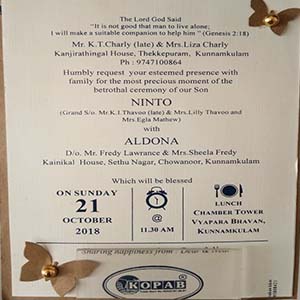 The Lord God Said
"It is not good that man to live alone;
I will make a suitable companion to help him " (Genesis 2:18)
Mr. K.T.Charly (late) & Mrs.Liza Charly
Kanjirathingal House, Thekkepuram, Kunnamkulam
Ph : 9747100864
Humbly request your esteemed presence with
family for the most precious moment of the
betrothal ceremony of our Son
NINTO
(Grand S/o. Mr.K.I.Thavoo (late) & Mrs.Lilly Thavoo and
Mrs.Egla Mathew)
with
ALDONA
D/o. Mr. Fredy Lawrance & Mrs.Sheela Fredy
Kainikal House, Sethu Nagar, Chowanoor, Kunnamkulam
Which will be blessed
ON SUNDAY
21
OCTOBER
2018
@
11.30 AM
LUNCH
CHAMBER TOWER
VYAPARA BHAVAN,
KUNNAMKULAM
Sharing happiness from : Dear & Near
KOPAB